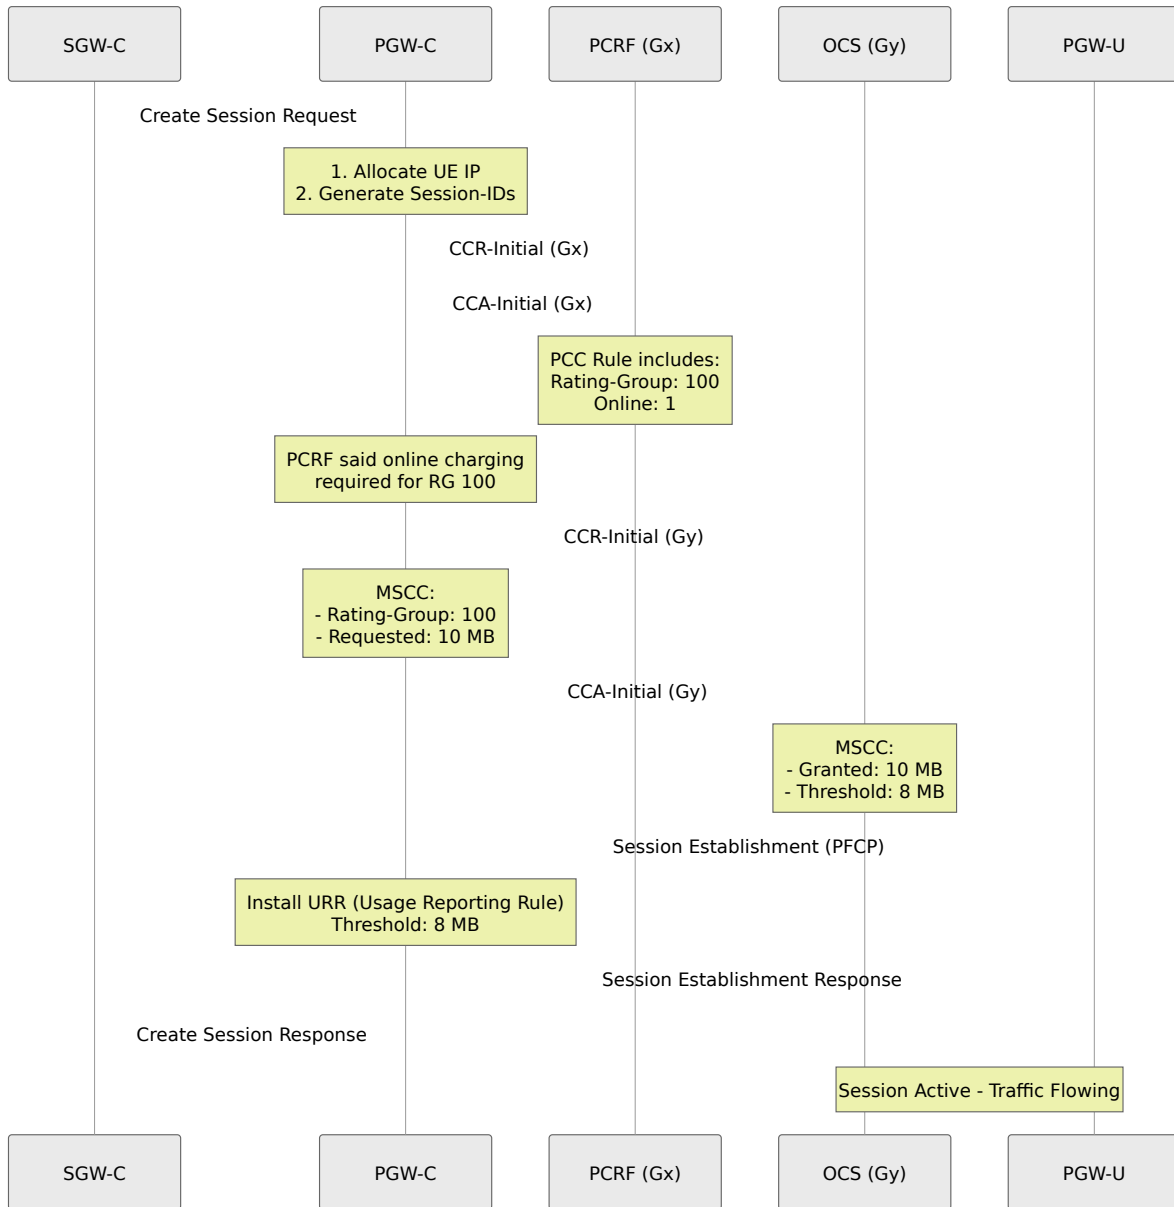 SGW-C
PGW-C
PCRF (Gx)
OCS (Gy)
PGW-U
Create Session Request
1. Allocate UE IP
2. Generate Session-IDs
CCR-Initial (Gx)
CCA-Initial (Gx)
PCC Rule includes:
Rating-Group: 100
Online: 1
PCRF said online charging
required for RG 100
CCR-Initial (Gy)
MSCC:
- Rating-Group: 100
- Requested: 10 MB
CCA-Initial (Gy)
MSCC:
- Granted: 10 MB
- Threshold: 8 MB
Session Establishment (PFCP)
Install URR (Usage Reporting Rule)
Threshold: 8 MB
Session Establishment Response
Create Session Response
Session Active - Traffic Flowing
SGW-C
PGW-C
PCRF (Gx)
OCS (Gy)
PGW-U